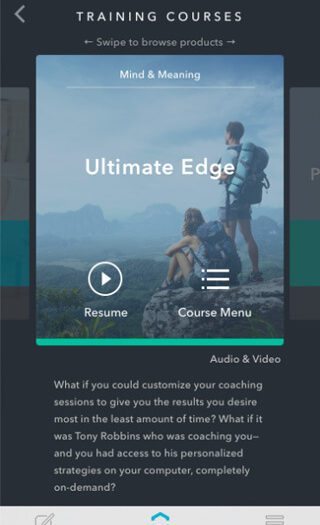 TRAINING COURSES
← Swipe to browse products →
Mind & Meaning
Ultimate Edge
P
Resume
Course Menu
Audio & Video
What if you could customize your coaching
sessions to give you the results you desire
most in the least amount of time? What if it
was Tony Robbins who was coaching you—
and you had access to his personalized
strategies on your computer, completely
on-demand?